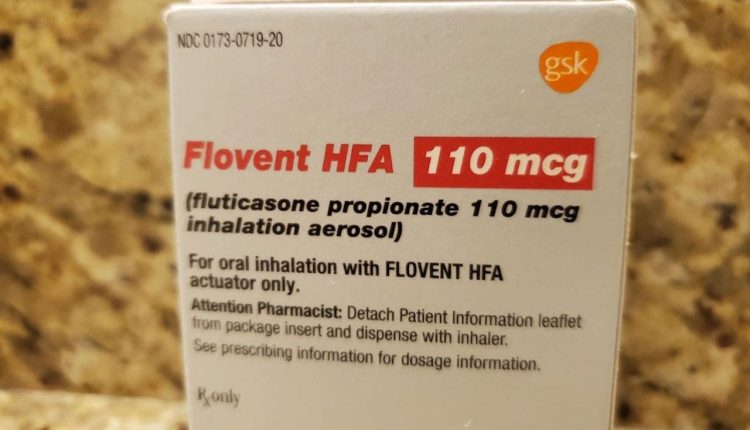 NDC 0173-0719-20
gsk
Flovent HFA 110 mcg
(fluticasone propionate 110 mcg
inhalation aerosol)
For oral inhalation with FLOVENT HFA
actuator only.
Attention Pharmacist: Detach Patient Information leaflet
from package insert and dispense with inhaler.
See prescribing information for dosage information.
Rx only